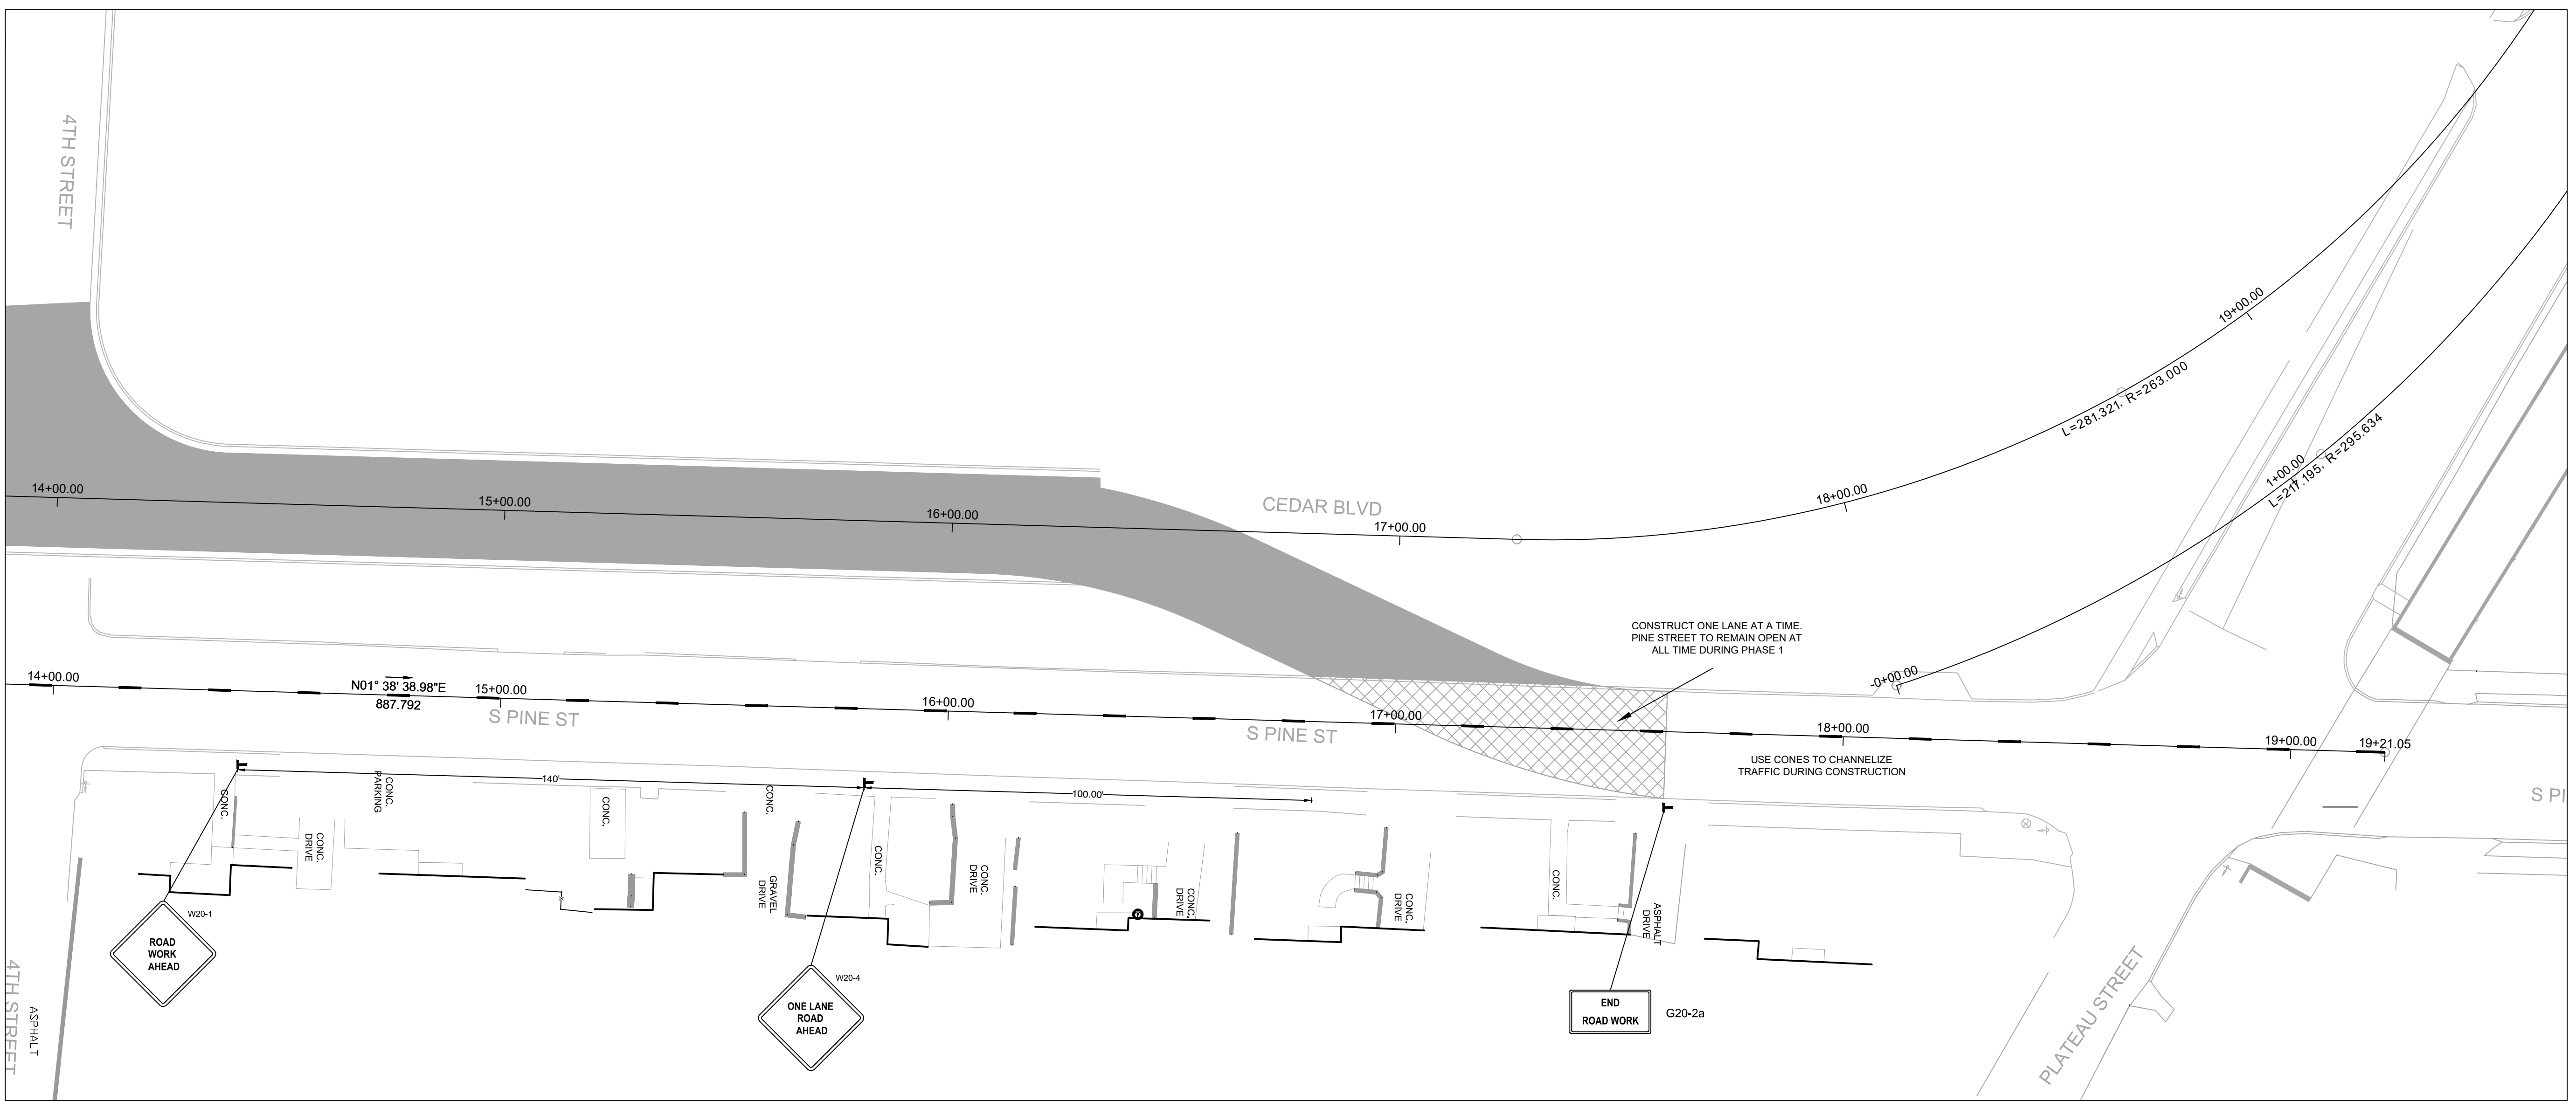 4TH STREET
19+00.00
L=281.321, R=263.000
1+00.00
L=217.195, R=295.634
14+00.00
15+00.00
16+00.00
CEDAR BLVD
17+00.00
18+00.00
CONSTRUCT ONE LANE AT A TIME.
PINE STREET TO REMAIN OPEN AT
ALL TIME DURING PHASE 1
-0+00.00
14+00.00
N01° 38' 38.98"E
887.792
15+00.00
S PINE ST
16+00.00
S PINE ST
17+00.00
18+00.00
19+00.00
19+21.05
USE CONES TO CHANNELIZE
TRAFFIC DURING CONSTRUCTION
S PI
140'
100.00'
CONC.
CONC.
PARKING
CONC.
DRIVE
CONC.
CONC.
GRAVEL
DRIVE
CONC.
CONC.
DRIVE
CONC.
DRIVE
CONC.
DRIVE
CONC.
ASPHALT
DRIVE
W20-1
ROAD
WORK
AHEAD
W20-4
ONE LANE
ROAD
AHEAD
END
ROAD WORK
G20-2a
4TH STREET
ASPHALT
PLATEAU STREET